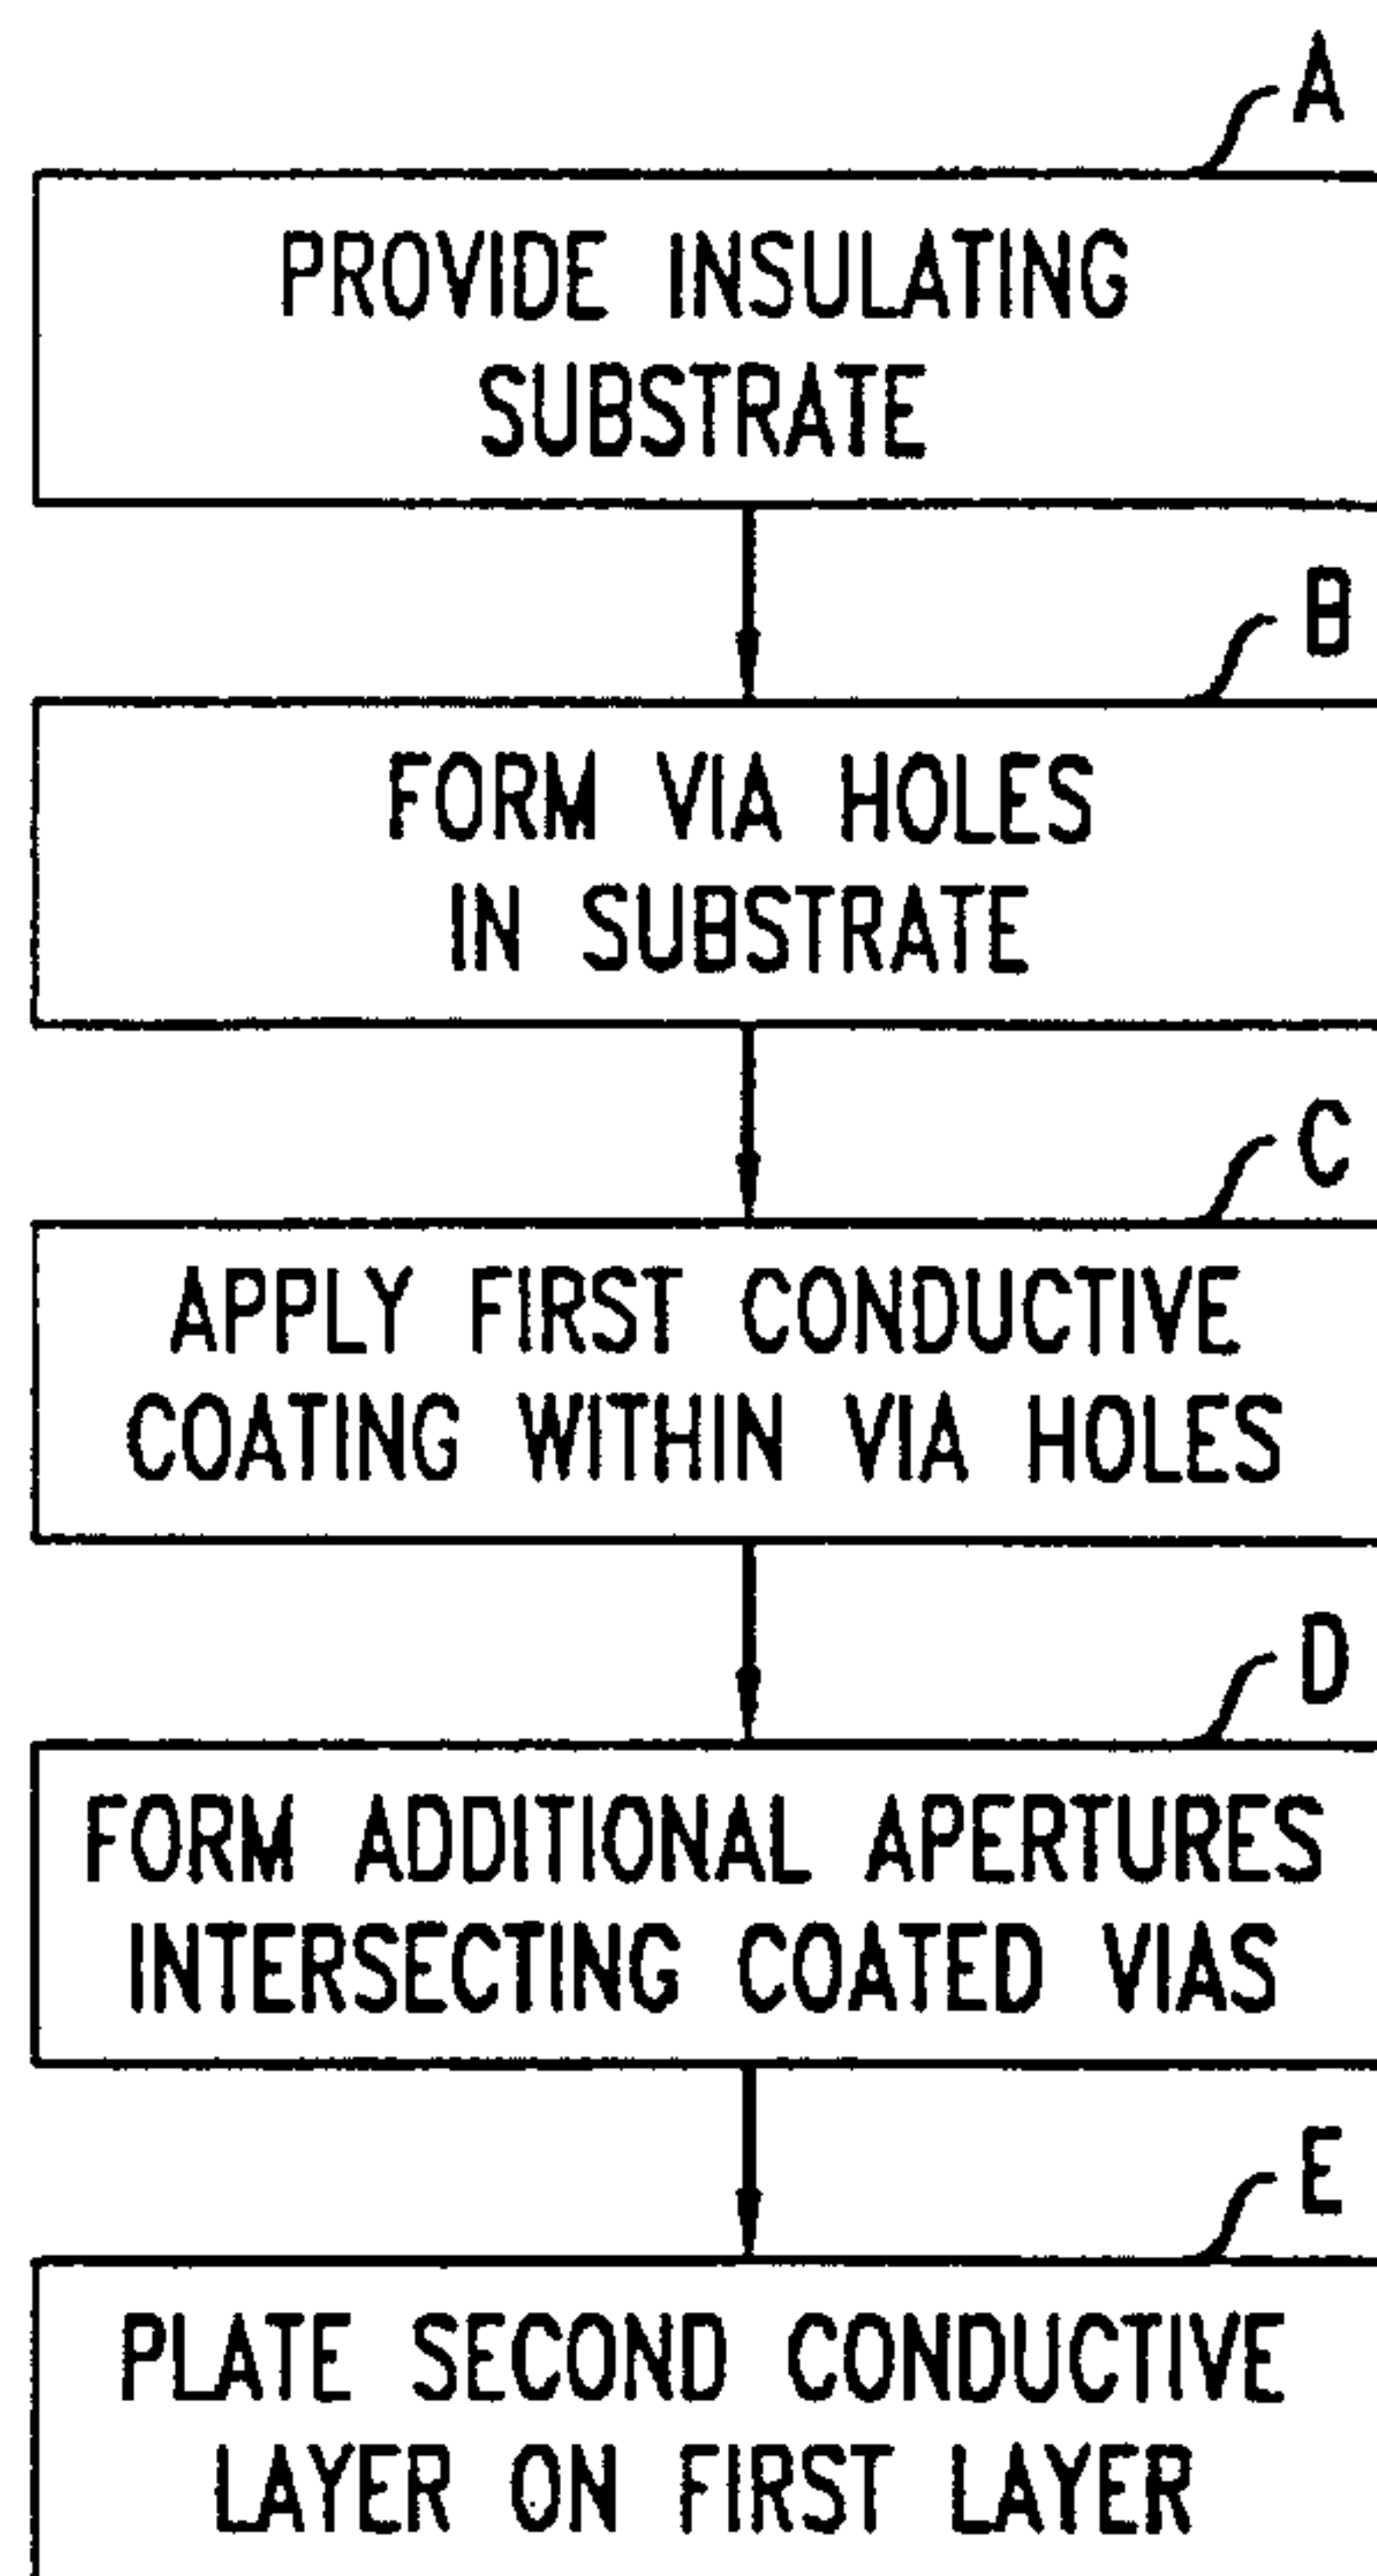 A
PROVIDE INSULATING
SUBSTRATE
B
FORM VIA HOLES
IN SUBSTRATE
C
APPLY FIRST CONDUCTIVE
COATING WITHIN VIA HOLES
D
FORM ADDITIONAL APERTURES
INTERSECTING COATED VIAS
E
PLATE SECOND CONDUCTIVE
LAYER ON FIRST LAYER